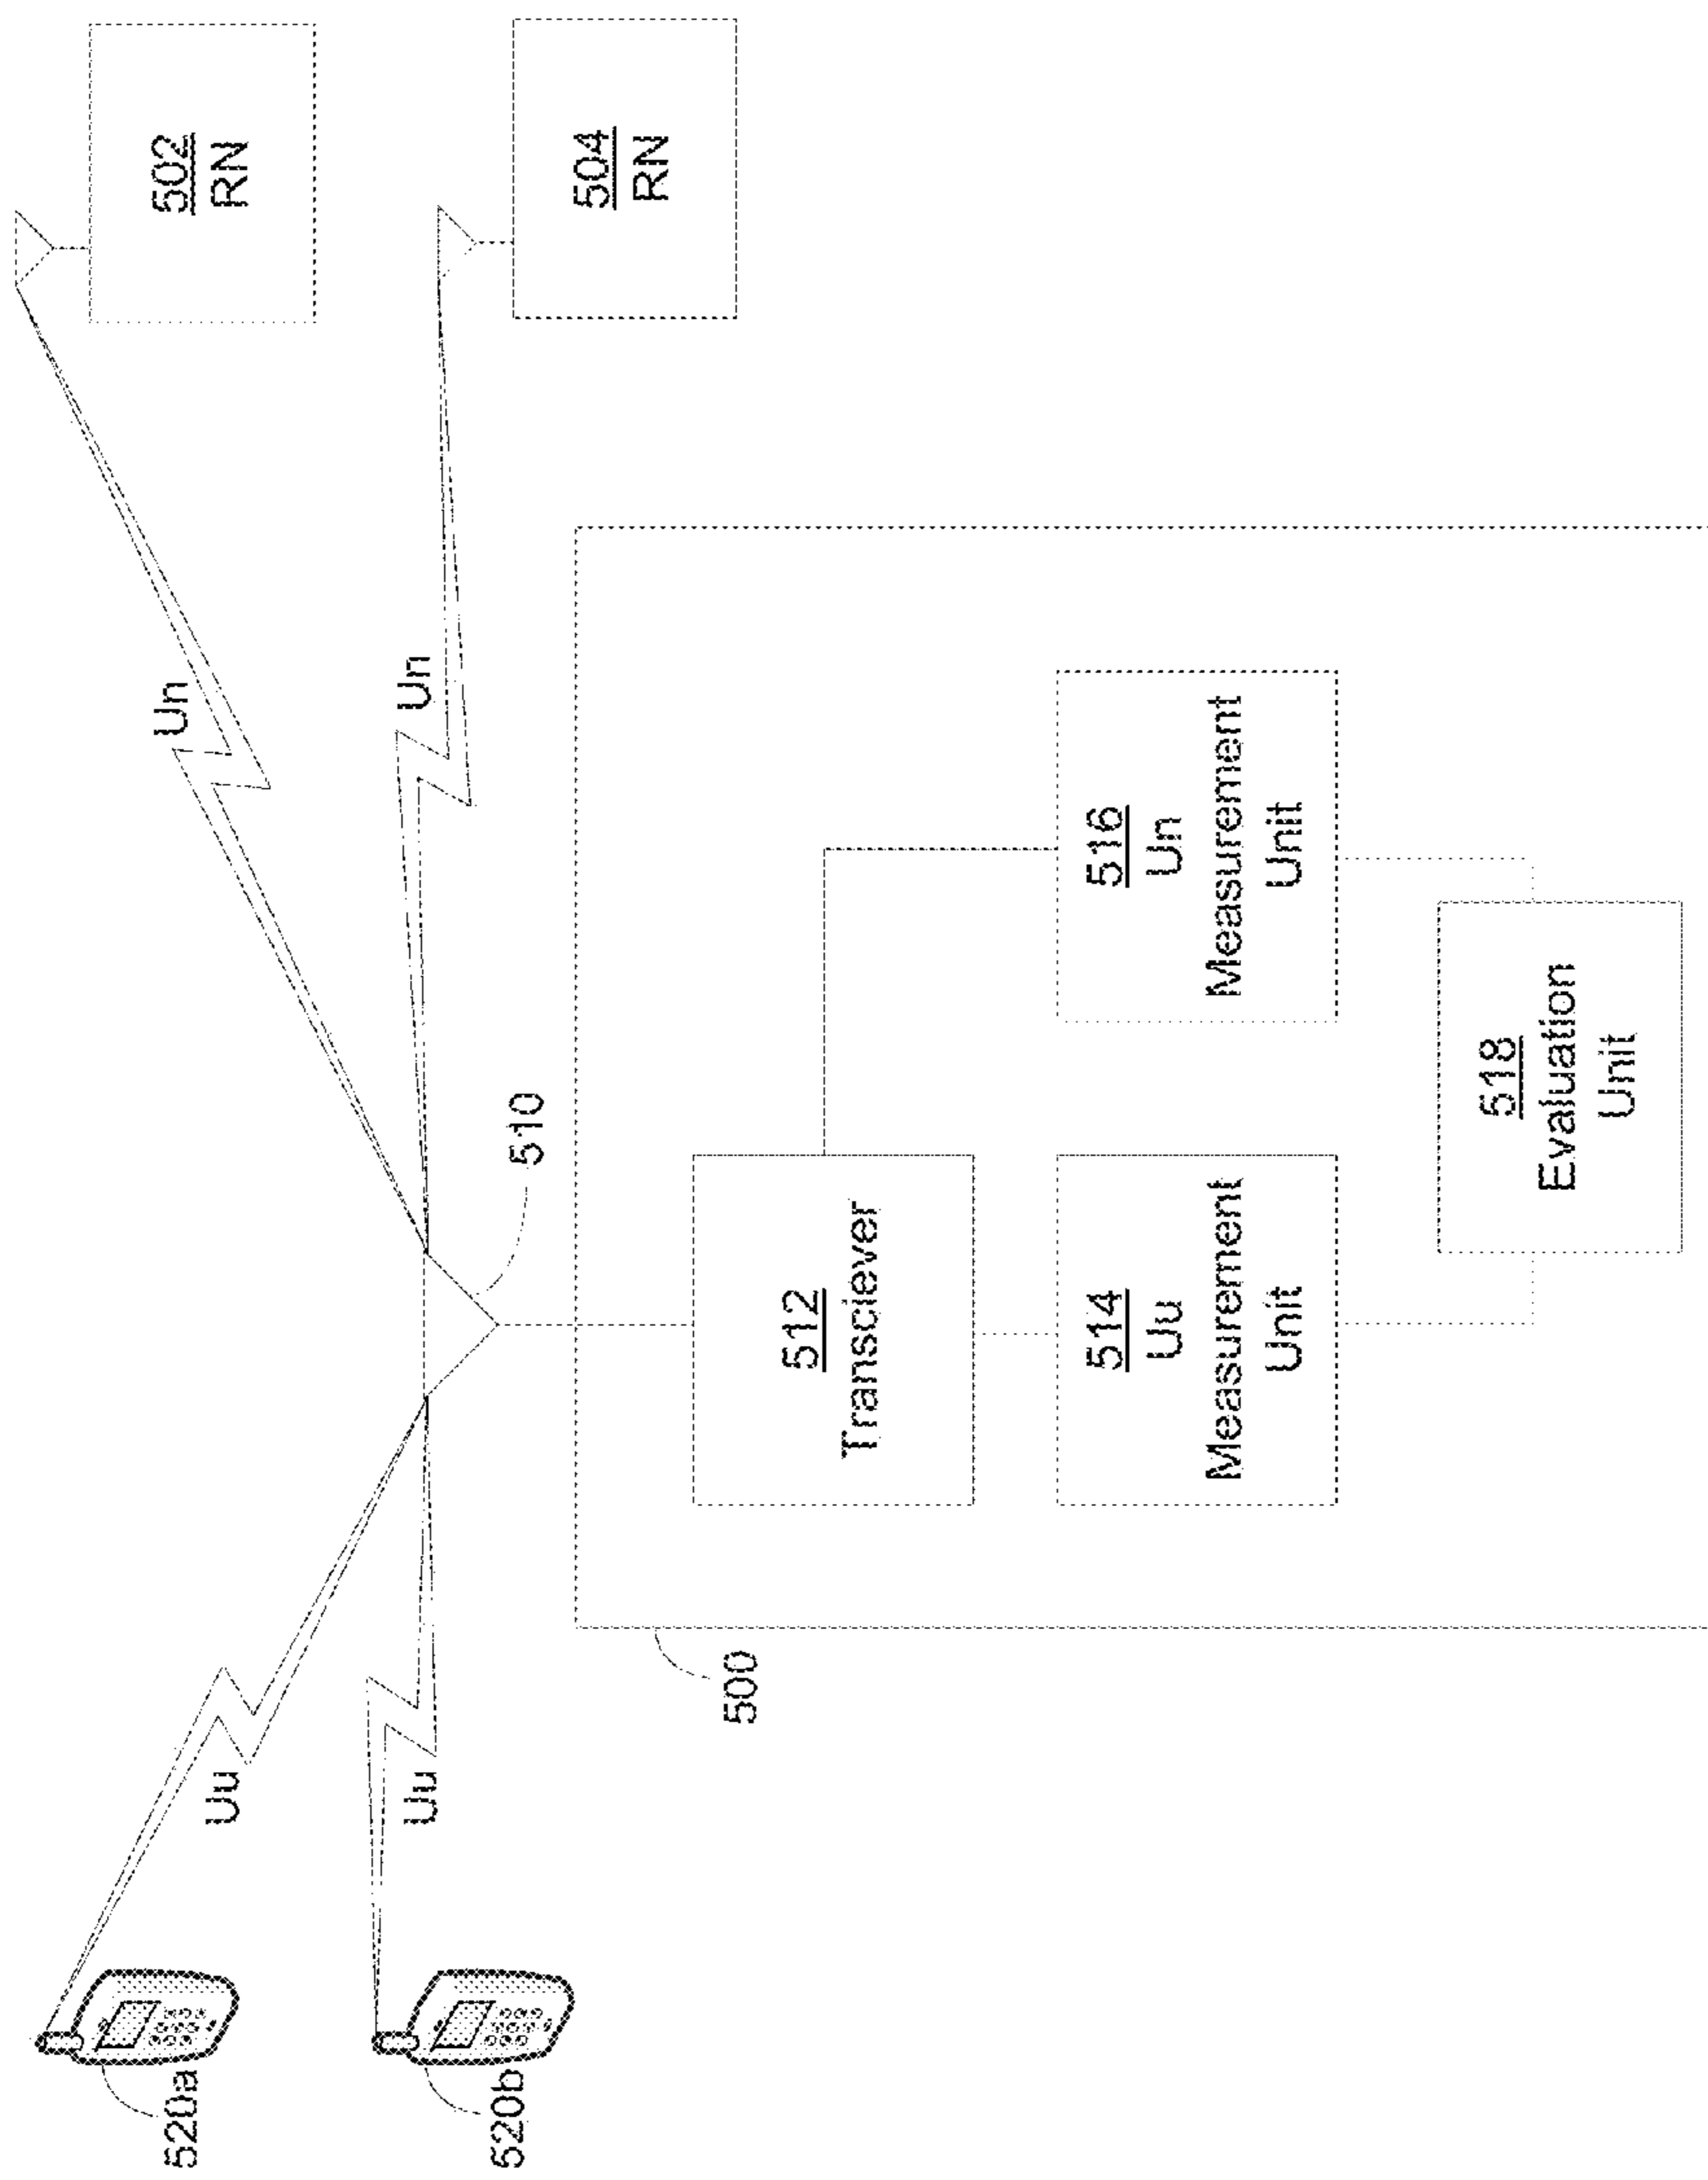 520a
520b
Uu
Uu
Un
Un
502
RN
504
RN
510
500
512
Transciever
514
Uu
Measurement
Unit
516
Un
Measurement
Unit
518
Evaluation
Unit